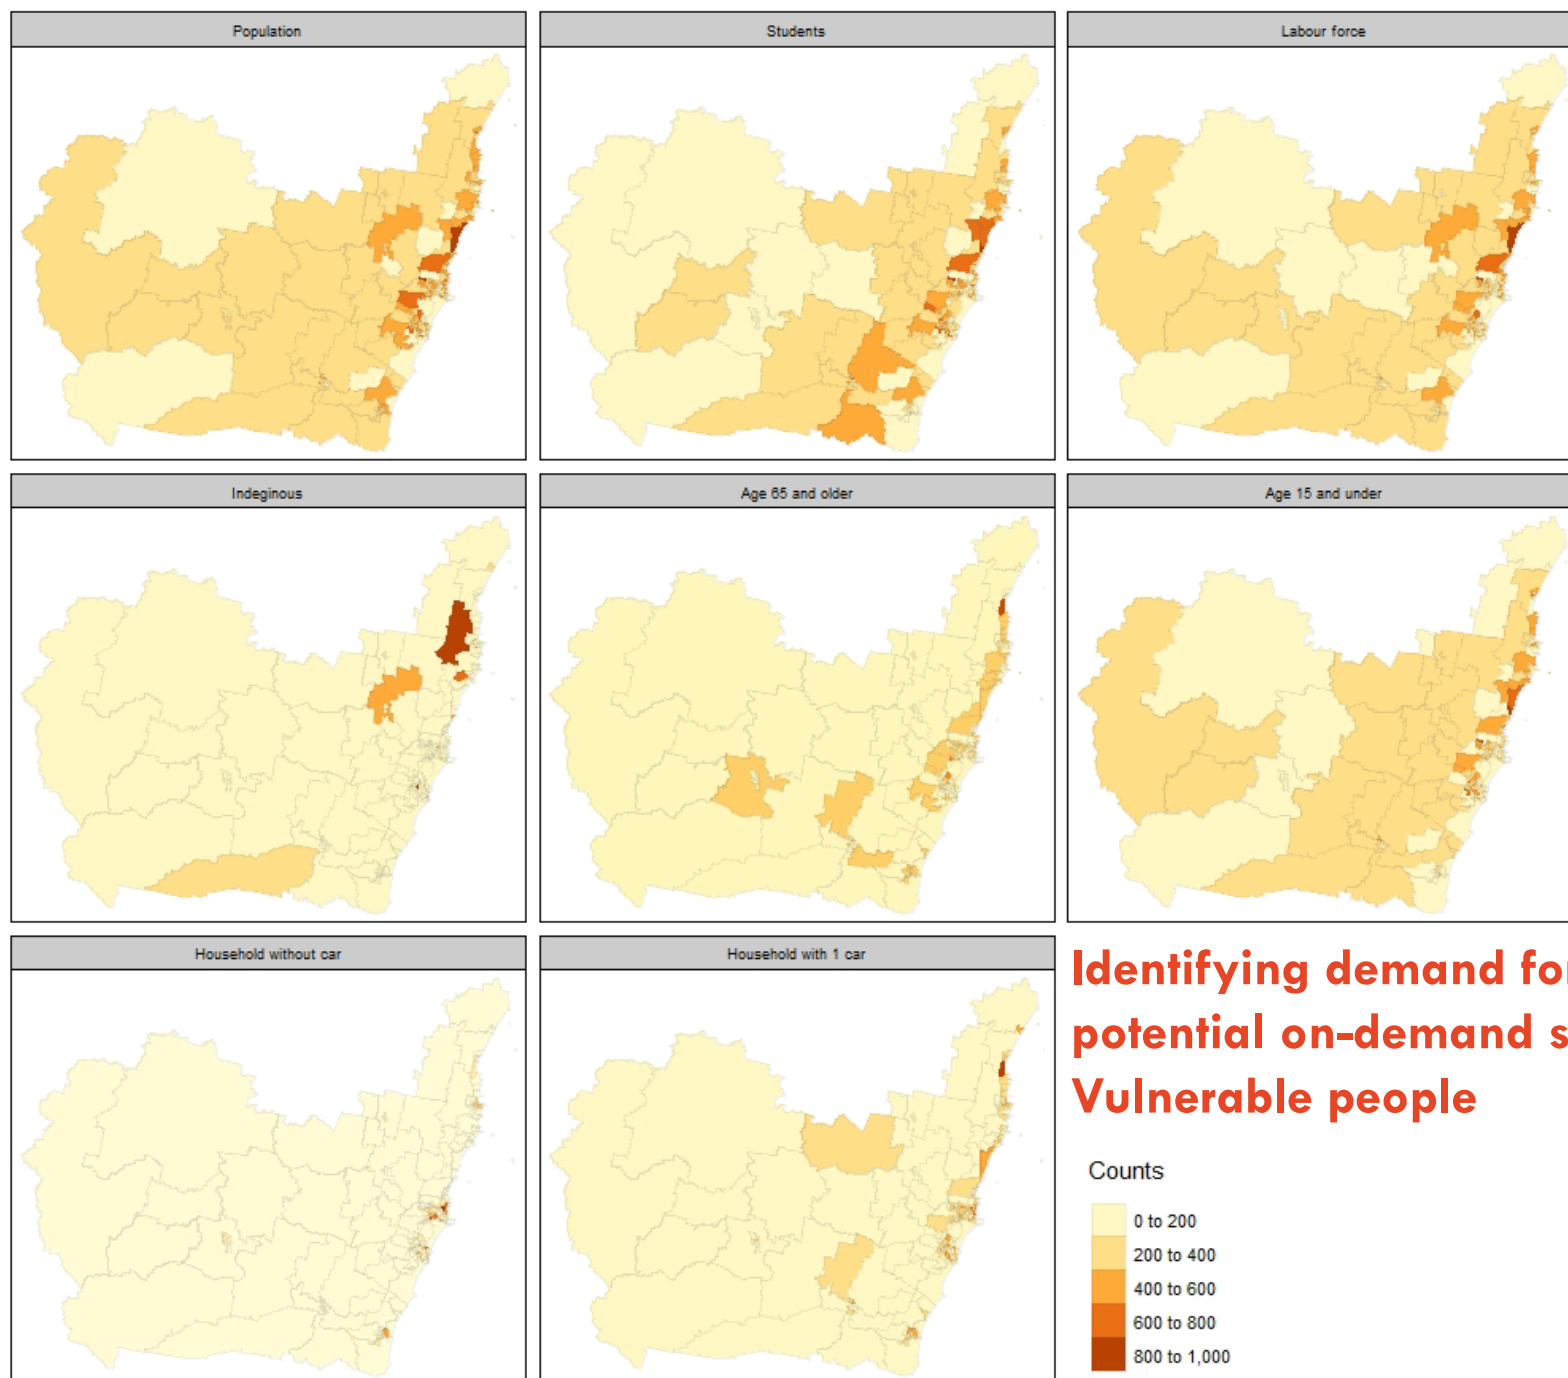 Population
Students
Labour force
Indeginous
Age 65 and older
Age 15 and under
Household without car
Household with 1 car
Identifying demand for
potential on-demand s
Vulnerable people
Counts
0 to 200
200 to 400
400 to 600
600 to 800
800 to 1,000